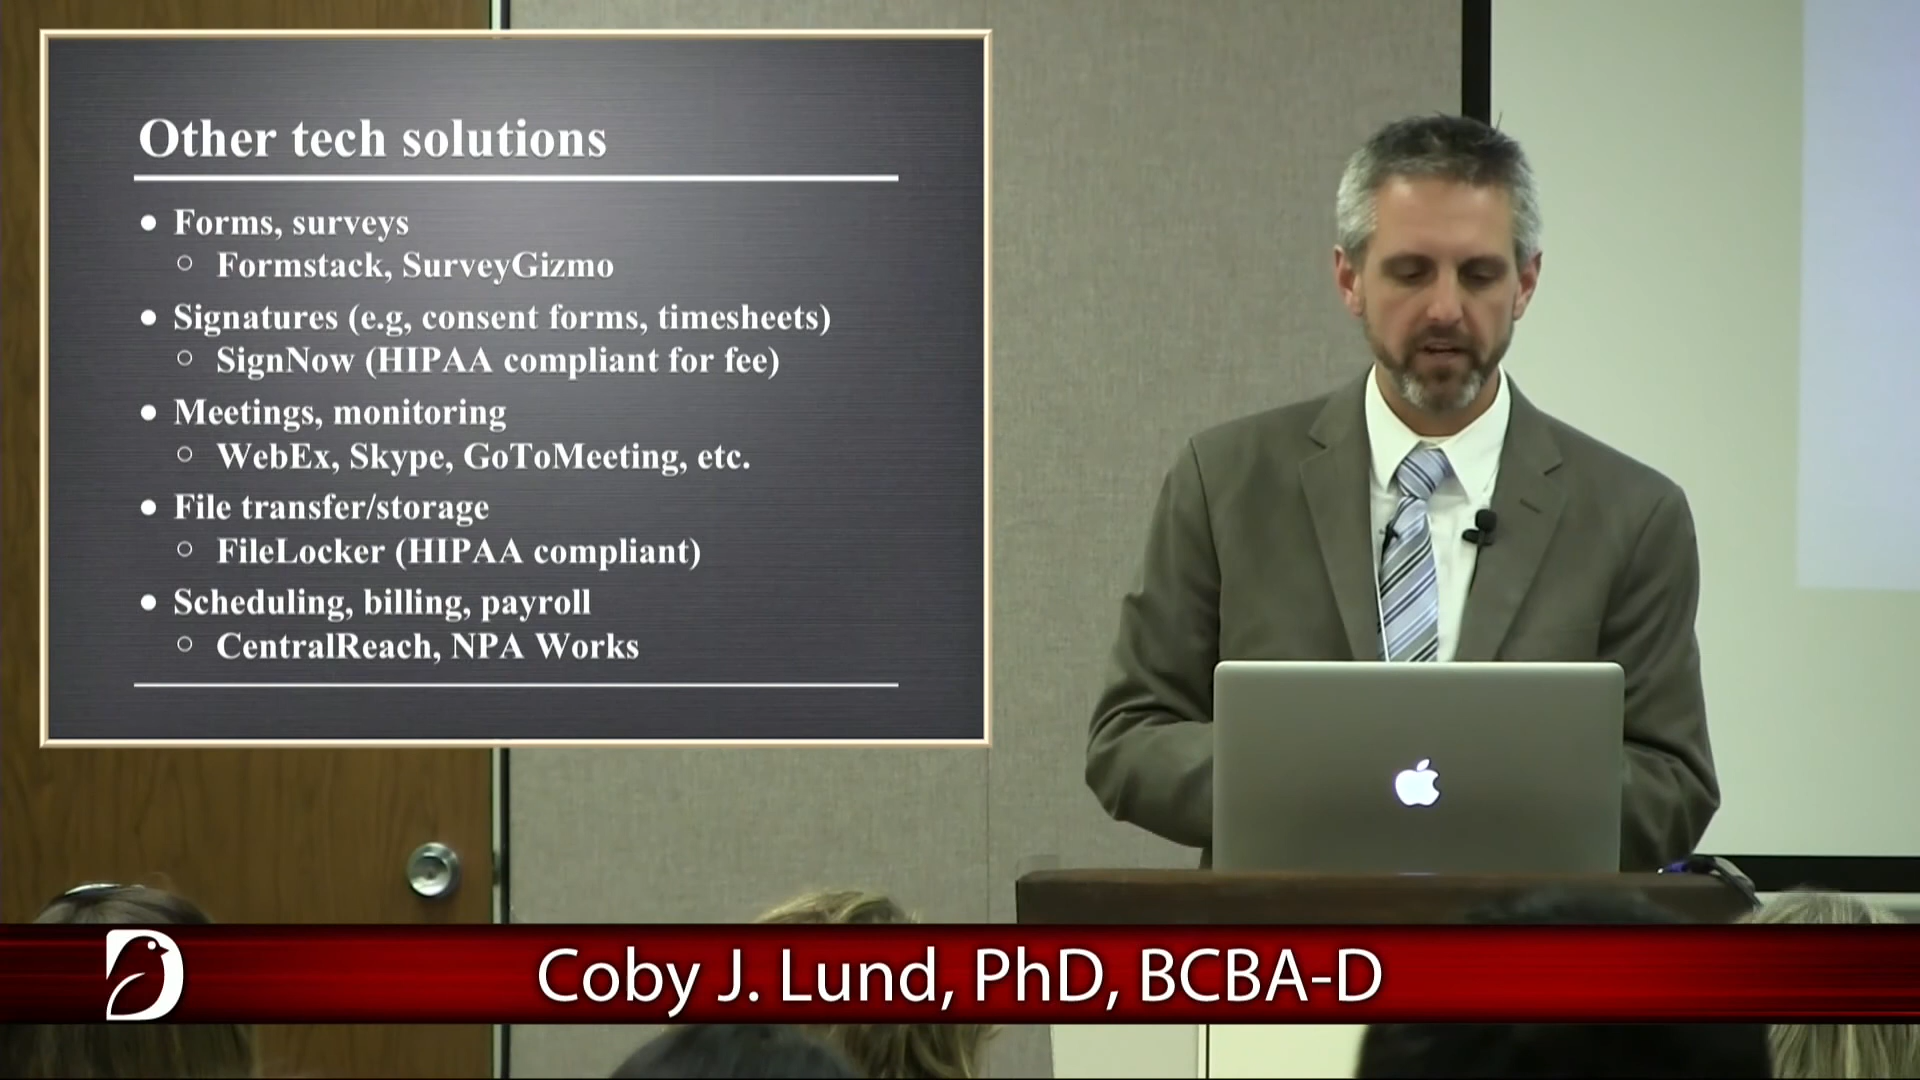 Other tech solutions
● Forms, surveys
○ Formstack, SurveyGizmo
● Signatures (e.g, consent forms, timesheets)
○ SignNow (HIPAA compliant for fee)
● Meetings, monitoring
○ WebEx, Skype, GoToMeeting, etc.
● File transfer/storage
○ FileLocker (HIPAA compliant)
● Scheduling, billing, payroll
○ CentralReach, NPA Works
Coby J. Lund, PhD, BCBA-D